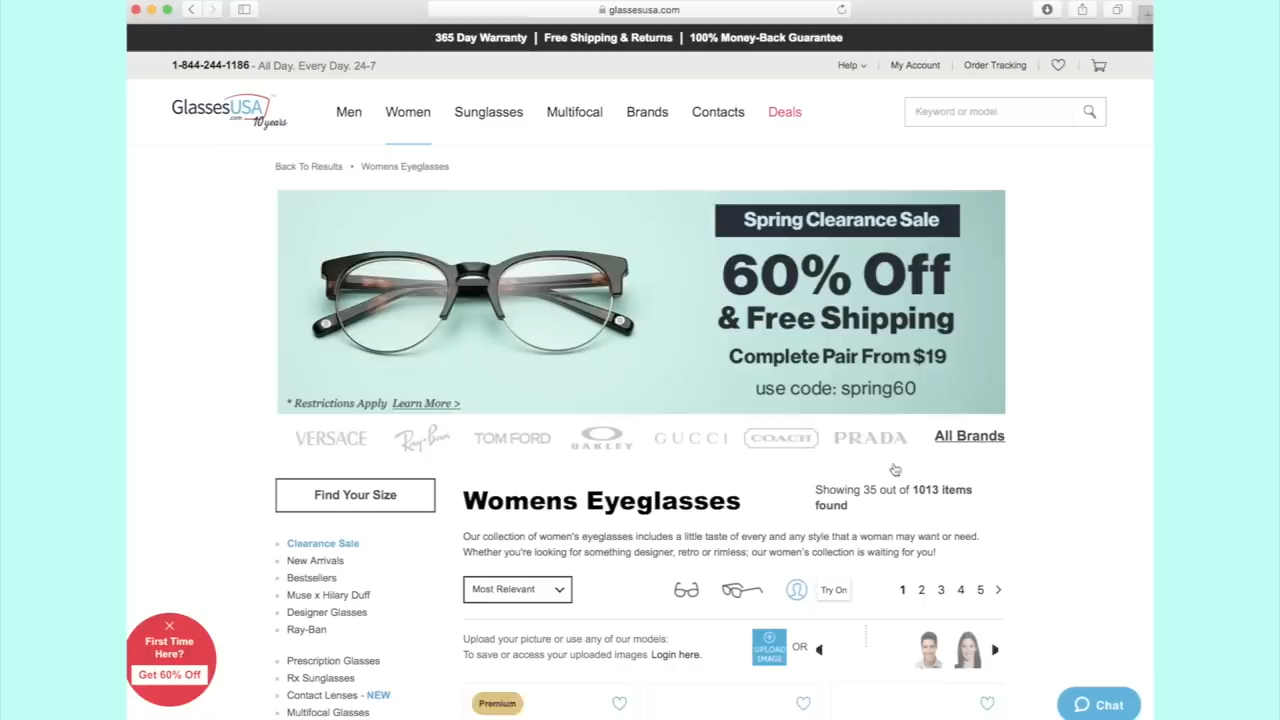 glassesusa.com
365 Day Warranty | Free Shipping & Returns | 100% Money-Back Guarantee
1-844-244-1186 - All Day. Every Day. 24-7
Help My Account Order Tracking
GlassesUSA.com 10 years
Men Women Sunglasses Multifocal Brands Contacts Deals
Keyword or model
Back To Results • Womens Eyeglasses
Spring Clearance Sale
60% Off
& Free Shipping
Complete Pair From $19
use code: spring60
* Restrictions Apply Learn More >
VERSACE Ray-Ban TOM FORD OAKLEY GUCCI COACH PRADA All Brands
Find Your Size
Womens Eyeglasses
Showing 35 out of 1013 items
found
Our collection of women's eyeglasses includes a little taste of every and any style that a woman may want or need.
Whether you're looking for something designer, retro or rimless; our women's collection is waiting for you!
Clearance Sale
New Arrivals
Bestsellers
Muse x Hilary Duff
Designer Glasses
Ray-Ban
Prescription Glasses
Rx Sunglasses
Contact Lenses - NEW
Multifocal Glasses
Most Relevant
Try On
1 2 3 4 5
Upload your picture or use any of our models:
To save or access your uploaded images Login here.
UPLOAD
IMAGE
OR
Premium
First Time
Here?
Get 60% Off
Chat